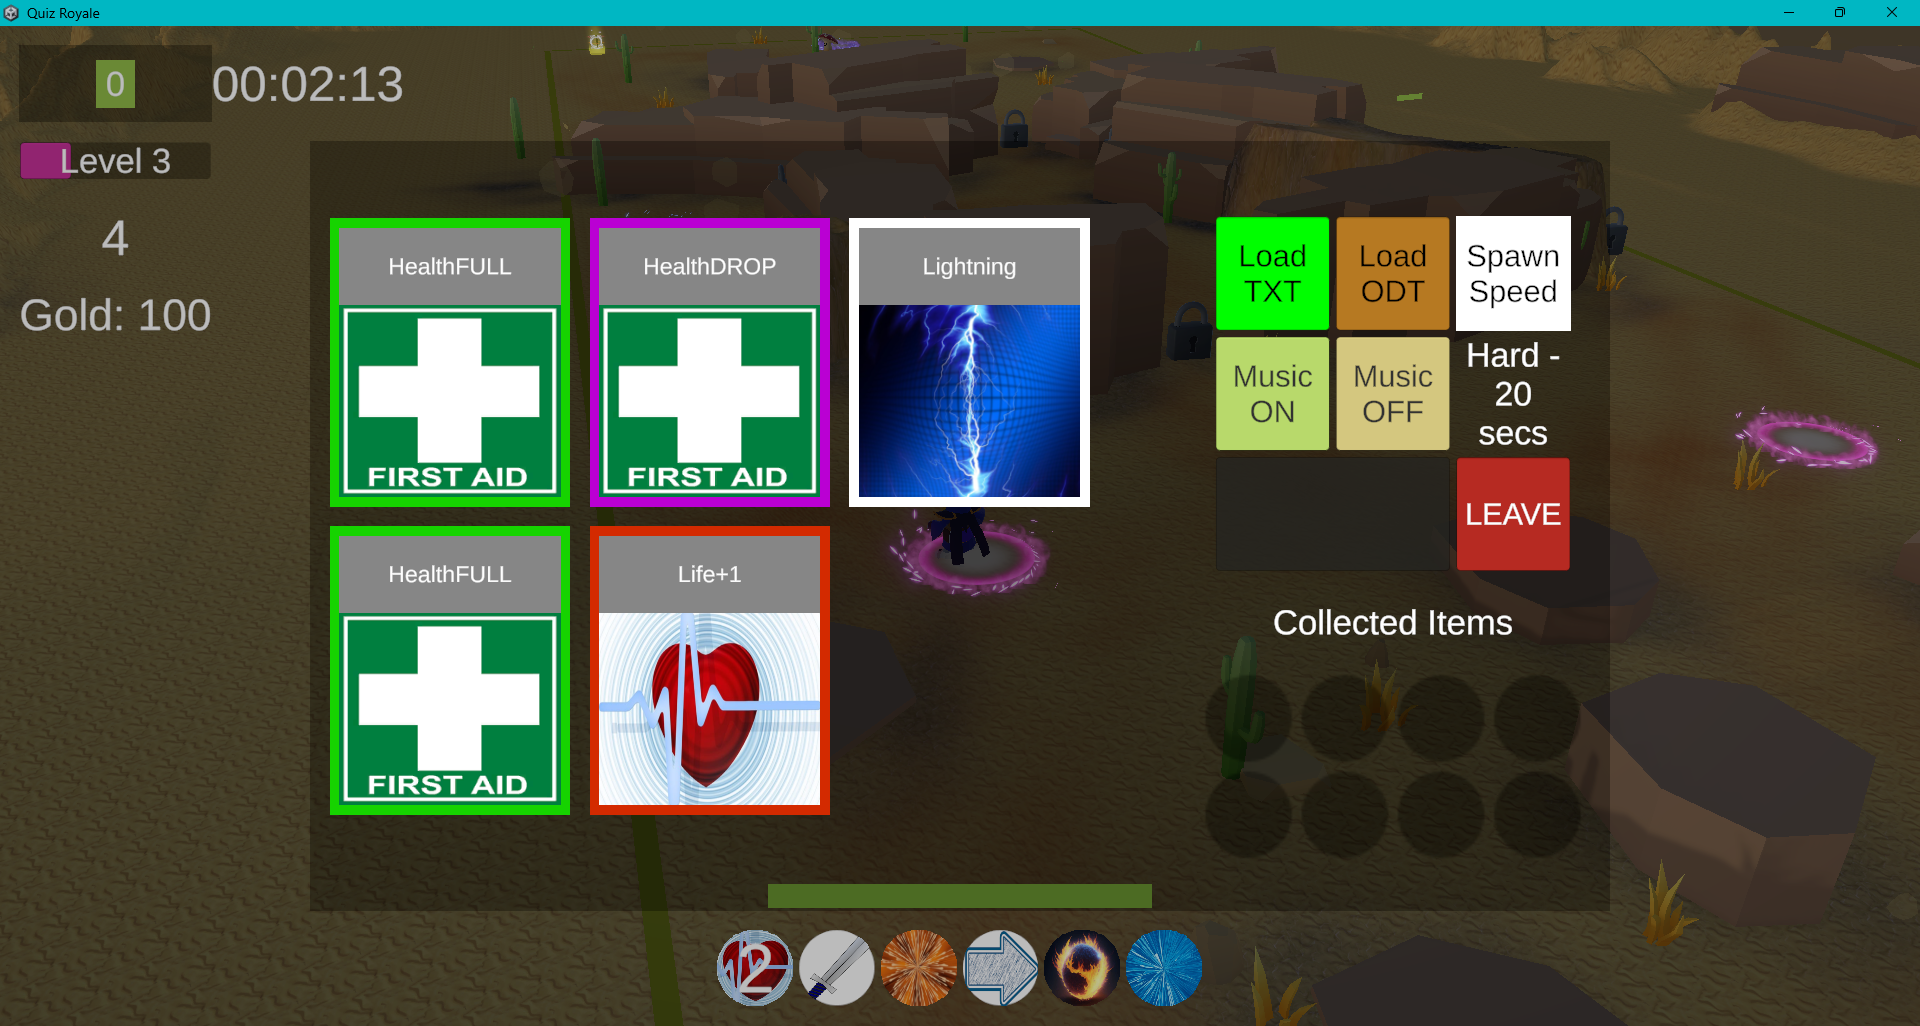 Quiz Royale
0
00:02:13
Level 3
4
Gold: 100
HealthFULL
FIRST AID
HealthDROP
FIRST AID
Lightning
HealthFULL
FIRST AID
Life+1
Load
TXT
Load
ODT
Spawn
Speed
Music
ON
Music
OFF
Hard -
20
secs
LEAVE
Collected Items
2
9